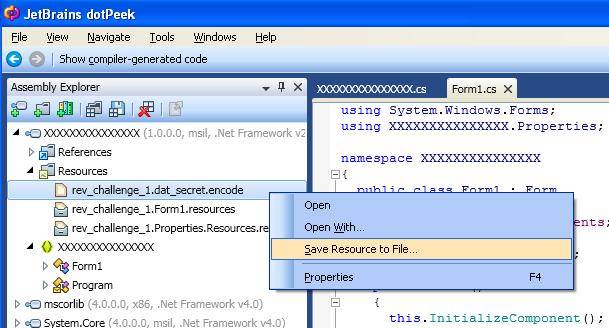 JetBrains dotPeek
File View Navigate Tools Windows Help
Show compiler-generated code
Assembly Explorer
XXXXXXXXXXXXXXX.cs Form1.cs
XXXXXXXXXXXXXXX (1.0.0.0, msil, .Net Framework v2
References
Resources
rev_challenge_1.dat_secret.encode
rev_challenge_1.Form1.resources
rev_challenge_1.Properties.Resources.re
XXXXXXXXXXXXXXX
Form1
Program
mscorlib (4.0.0.0, x86, .Net Framework v4.0)
System.Core (4.0.0.0, msil, .Net Framework v4.0)
using System.Windows.Forms;
using XXXXXXXXXXXXXXX.Properties;
namespace XXXXXXXXXXXXXXX
{
public class Form1 : Form
ents;
;
{
this.InitializeComponent();
Open
Open With...
Save Resource to File...
Properties F4